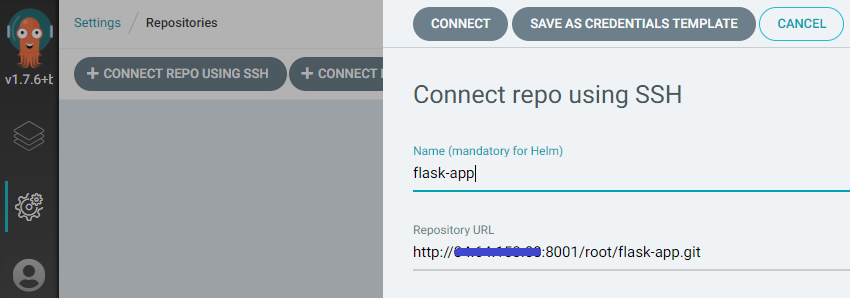 CONNECT SAVE AS CREDENTIALS TEMPLATE CANCEL
Settings / Repositories
v1.7.6+b
+ CONNECT REPO USING SSH + CONNECT
Connect repo using SSH
Name (mandatory for Helm)
flask-app
Repository URL
http:// :8001/root/flask-app.git